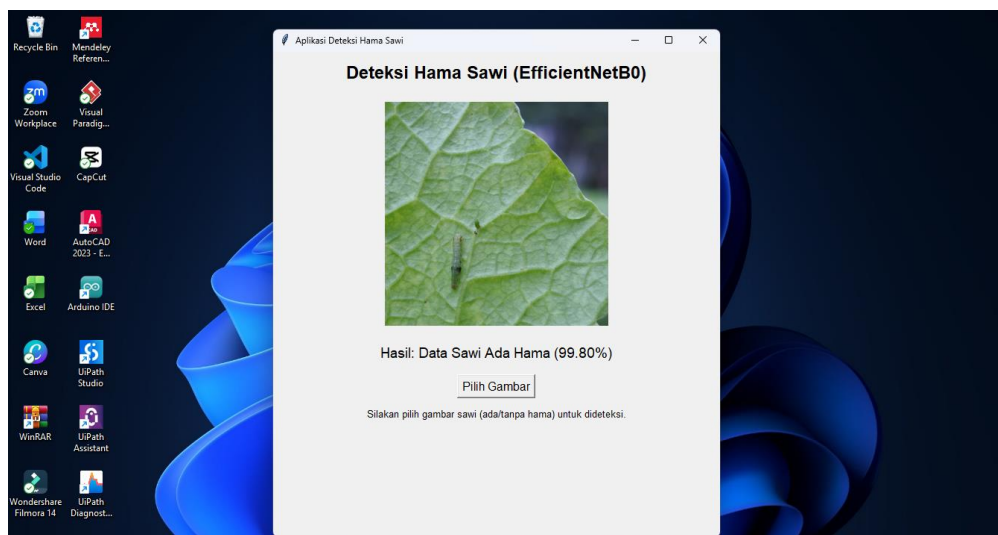 Recycle Bin
Mendeley
Referen...
Zoom
Workplace
Visual
Paradig...
Visual Studio
Code
CapCut
Word
AutoCAD
2023 - E...
Excel
Arduino IDE
Canva
UiPath
Studio
WinRAR
UiPath
Assistant
Wondershare
Filmora 14
UiPath
Diagnost...
Aplikasi Deteksi Hama Sawi
Deteksi Hama Sawi (EfficientNetB0)
Hasil: Data Sawi Ada Hama (99.80%)
Pilih Gambar
Silakan pilih gambar sawi (ada/tanpa hama) untuk dideteksi.